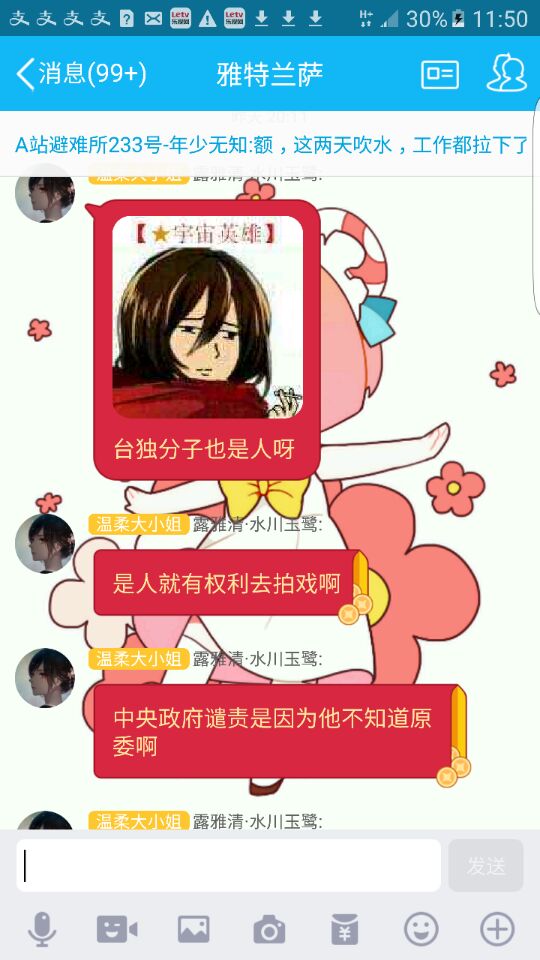 30% 11:50
消息(99+) 雅特兰萨
昨天 20:11
A站避难所233号-年少无知:额，这两天吹水，工作都拉下了
温柔大小姐 露雅清·水川玉鹭:
【★宇宙英雄】
台独分子也是人呀
温柔大小姐 露雅清·水川玉鹭:
是人就有权利去拍戏啊
温柔大小姐 露雅清·水川玉鹭:
中央政府谴责是因为他不知道原
委啊
温柔大小姐 露雅清·水川玉鹭:
发送